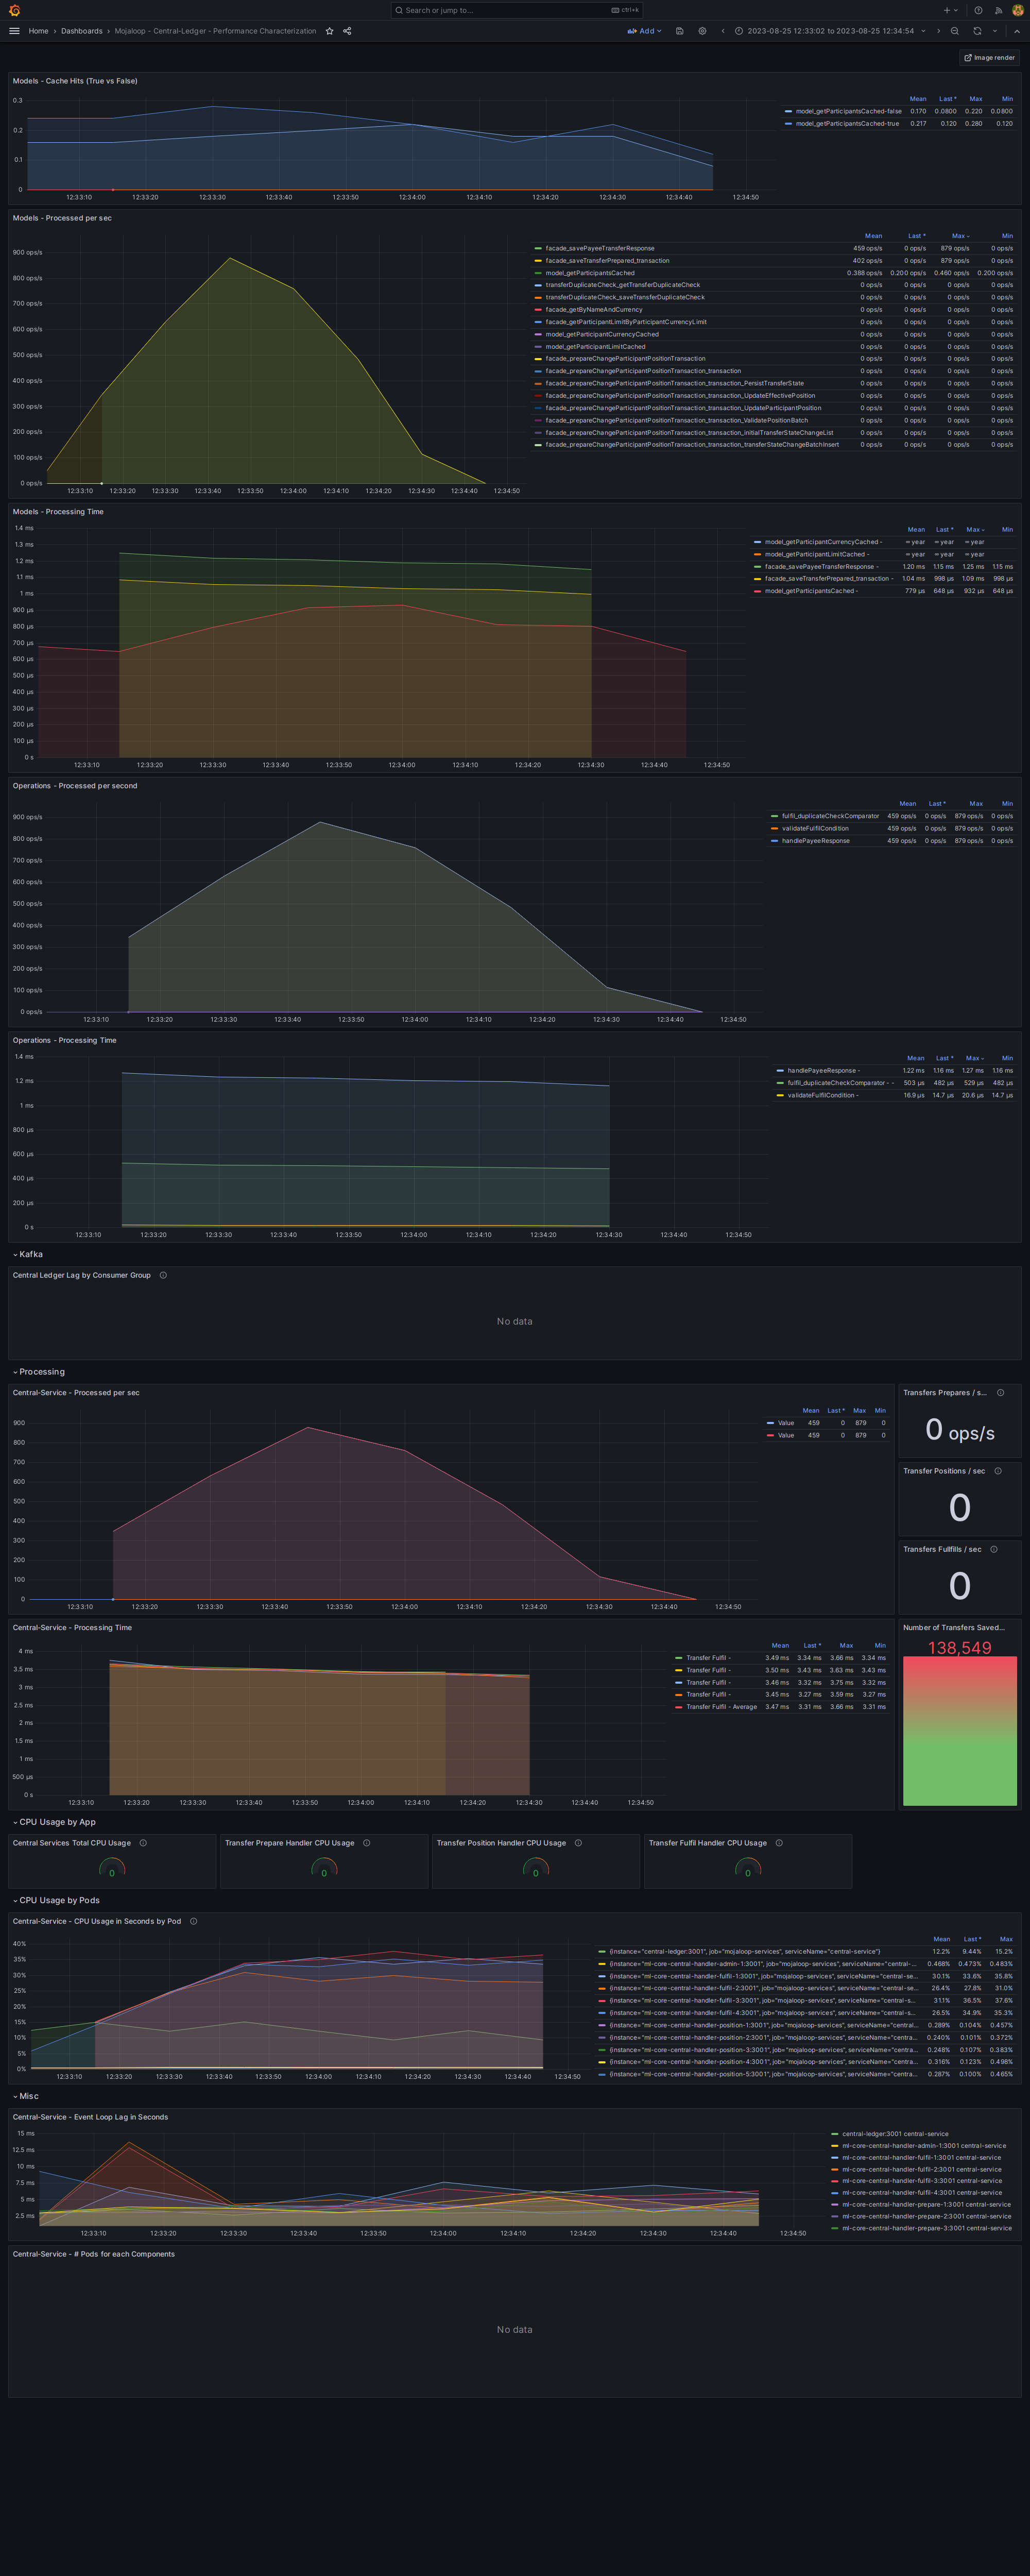 Search or jump to... ctrl+k
Home › Dashboards › Mojaloop - Central-Ledger - Performance Characterization Add 2023-08-25 12:33:02 to 2023-08-25 12:34:54
Image render
Models - Cache Hits (True vs False)
0.3
0.2
0.1
0
12:33:10 12:33:20 12:33:30 12:33:40 12:33:50 12:34:00 12:34:10 12:34:20 12:34:30 12:34:40 12:34:50
Mean Last * Max Min
model_getParticipantsCached-false 0.170 0.0800 0.220 0.0800
model_getParticipantsCached-true 0.217 0.120 0.280 0.120
Models - Processed per sec
900 ops/s
800 ops/s
700 ops/s
600 ops/s
500 ops/s
400 ops/s
300 ops/s
200 ops/s
100 ops/s
0 ops/s
12:33:10 12:33:20 12:33:30 12:33:40 12:33:50 12:34:00 12:34:10 12:34:20 12:34:30 12:34:40 12:34:50
Mean Last * Max Min
facade_savePayeeTransferResponse 459 ops/s 0 ops/s 879 ops/s 0 ops/s
facade_saveTransferPrepared_transaction 402 ops/s 0 ops/s 879 ops/s 0 ops/s
model_getParticipantsCached 0.388 ops/s 0.200 ops/s 0.460 ops/s 0.200 ops/s
transferDuplicateCheck_getTransferDuplicateCheck 0 ops/s 0 ops/s 0 ops/s 0 ops/s
transferDuplicateCheck_saveTransferDuplicateCheck 0 ops/s 0 ops/s 0 ops/s 0 ops/s
facade_getByNameAndCurrency 0 ops/s 0 ops/s 0 ops/s 0 ops/s
facade_getParticipantLimitByParticipantCurrencyLimit 0 ops/s 0 ops/s 0 ops/s 0 ops/s
model_getParticipantCurrencyCached 0 ops/s 0 ops/s 0 ops/s 0 ops/s
model_getParticipantLimitCached 0 ops/s 0 ops/s 0 ops/s 0 ops/s
facade_prepareChangeParticipantPositionTransaction 0 ops/s 0 ops/s 0 ops/s 0 ops/s
facade_prepareChangeParticipantPositionTransaction_transaction 0 ops/s 0 ops/s 0 ops/s 0 ops/s
facade_prepareChangeParticipantPositionTransaction_transaction_PersistTransferState 0 ops/s 0 ops/s 0 ops/s 0 ops/s
facade_prepareChangeParticipantPositionTransaction_transaction_UpdateEffectivePosition 0 ops/s 0 ops/s 0 ops/s 0 ops/s
facade_prepareChangeParticipantPositionTransaction_transaction_UpdateParticipantPosition 0 ops/s 0 ops/s 0 ops/s 0 ops/s
facade_prepareChangeParticipantPositionTransaction_transaction_ValidatePositionBatch 0 ops/s 0 ops/s 0 ops/s 0 ops/s
facade_prepareChangeParticipantPositionTransaction_transaction_initialTransferStateChangeList 0 ops/s 0 ops/s 0 ops/s 0 ops/s
facade_prepareChangeParticipantPositionTransaction_transaction_transferStateChangeBatchInsert 0 ops/s 0 ops/s 0 ops/s 0 ops/s
Models - Processing Time
1.4 ms
1.3 ms
1.2 ms
1.1 ms
1 ms
900 µs
800 µs
700 µs
600 µs
500 µs
400 µs
300 µs
200 µs
100 µs
0 s
12:33:10 12:33:20 12:33:30 12:33:40 12:33:50 12:34:00 12:34:10 12:34:20 12:34:30 12:34:40 12:34:50
Mean Last * Max Min
model_getParticipantCurrencyCached - ∞ year ∞ year ∞ year
model_getParticipantLimitCached - ∞ year ∞ year ∞ year
facade_savePayeeTransferResponse - 1.20 ms 1.15 ms 1.25 ms 1.15 ms
facade_saveTransferPrepared_transaction - 1.04 ms 998 µs 1.09 ms 998 µs
model_getParticipantsCached - 779 µs 648 µs 932 µs 648 µs
Operations - Processed per second
900 ops/s
800 ops/s
700 ops/s
600 ops/s
500 ops/s
400 ops/s
300 ops/s
200 ops/s
100 ops/s
0 ops/s
12:33:10 12:33:20 12:33:30 12:33:40 12:33:50 12:34:00 12:34:10 12:34:20 12:34:30 12:34:40 12:34:50
Mean Last * Max Min
fulfil_duplicateCheckComparator 459 ops/s 0 ops/s 879 ops/s 0 ops/s
validateFulfilCondition 459 ops/s 0 ops/s 879 ops/s 0 ops/s
handlePayeeResponse 459 ops/s 0 ops/s 879 ops/s 0 ops/s
Operations - Processing Time
1.4 ms
1.2 ms
1 ms
800 µs
600 µs
400 µs
200 µs
0 s
12:33:10 12:33:20 12:33:30 12:33:40 12:33:50 12:34:00 12:34:10 12:34:20 12:34:30 12:34:40 12:34:50
Mean Last * Max Min
handlePayeeResponse - 1.22 ms 1.16 ms 1.27 ms 1.16 ms
fulfil_duplicateCheckComparator - - 503 µs 482 µs 529 µs 482 µs
validateFulfilCondition - 16.9 µs 14.7 µs 20.6 µs 14.7 µs
Kafka
Central Ledger Lag by Consumer Group
No data
Processing
Central-Service - Processed per sec
900
800
700
600
500
400
300
200
100
0
12:33:10 12:33:20 12:33:30 12:33:40 12:33:50 12:34:00 12:34:10 12:34:20 12:34:30 12:34:40 12:34:50
Mean Last * Max Min
Value 459 0 879 0
Value 459 0 879 0
Transfers Prepares / s...
0 ops/s
Transfer Positions / sec
0
Transfers Fullfills / sec
0
Central-Service - Processing Time
4 ms
3.5 ms
3 ms
2.5 ms
2 ms
1.5 ms
1 ms
500 µs
0 s
12:33:10 12:33:20 12:33:30 12:33:40 12:33:50 12:34:00 12:34:10 12:34:20 12:34:30 12:34:40 12:34:50
Mean Last * Max Min
Transfer Fulfil - 3.49 ms 3.34 ms 3.66 ms 3.34 ms
Transfer Fulfil - 3.50 ms 3.43 ms 3.63 ms 3.43 ms
Transfer Fulfil - 3.46 ms 3.32 ms 3.75 ms 3.32 ms
Transfer Fulfil - 3.45 ms 3.27 ms 3.59 ms 3.27 ms
Transfer Fulfil - Average 3.47 ms 3.31 ms 3.66 ms 3.31 ms
Number of Transfers Saved...
138,549
CPU Usage by App
Central Services Total CPU Usage
0
Transfer Prepare Handler CPU Usage
0
Transfer Position Handler CPU Usage
0
Transfer Fulfil Handler CPU Usage
0
CPU Usage by Pods
Central-Service - CPU Usage in Seconds by Pod
40%
35%
30%
25%
20%
15%
10%
5%
0%
12:33:10 12:33:20 12:33:30 12:33:40 12:33:50 12:34:00 12:34:10 12:34:20 12:34:30 12:34:40 12:34:50
Mean Last * Max
{instance="central-ledger:3001", job="mojaloop-services", serviceName="central-service"} 12.2% 9.44% 15.2%
{instance="ml-core-central-handler-admin-1:3001", job="mojaloop-services", serviceName="central-... 0.468% 0.473% 0.483%
{instance="ml-core-central-handler-fulfil-1:3001", job="mojaloop-services", serviceName="central-se... 30.1% 33.6% 35.8%
{instance="ml-core-central-handler-fulfil-2:3001", job="mojaloop-services", serviceName="central-se... 26.4% 27.8% 31.0%
{instance="ml-core-central-handler-fulfil-3:3001", job="mojaloop-services", serviceName="central-s... 31.1% 36.5% 37.6%
{instance="ml-core-central-handler-fulfil-4:3001", job="mojaloop-services", serviceName="central-s... 26.5% 34.9% 35.3%
{instance="ml-core-central-handler-position-1:3001", job="mojaloop-services", serviceName="central... 0.289% 0.104% 0.457%
{instance="ml-core-central-handler-position-2:3001", job="mojaloop-services", serviceName="centra... 0.240% 0.101% 0.372%
{instance="ml-core-central-handler-position-3:3001", job="mojaloop-services", serviceName="centra... 0.248% 0.107% 0.383%
{instance="ml-core-central-handler-position-4:3001", job="mojaloop-services", serviceName="centra... 0.316% 0.123% 0.498%
{instance="ml-core-central-handler-position-5:3001", job="mojaloop-services", serviceName="centra... 0.287% 0.100% 0.465%
Misc
Central-Service - Event Loop Lag in Seconds
15 ms
12.5 ms
10 ms
7.5 ms
5 ms
2.5 ms
12:33:10 12:33:20 12:33:30 12:33:40 12:33:50 12:34:00 12:34:10 12:34:20 12:34:30 12:34:40 12:34:50
central-ledger:3001 central-service
ml-core-central-handler-admin-1:3001 central-service
ml-core-central-handler-fulfil-1:3001 central-service
ml-core-central-handler-fulfil-2:3001 central-service
ml-core-central-handler-fulfil-3:3001 central-service
ml-core-central-handler-fulfil-4:3001 central-service
ml-core-central-handler-prepare-1:3001 central-service
ml-core-central-handler-prepare-2:3001 central-service
ml-core-central-handler-prepare-3:3001 central-service
Central-Service - # Pods for each Components
No data